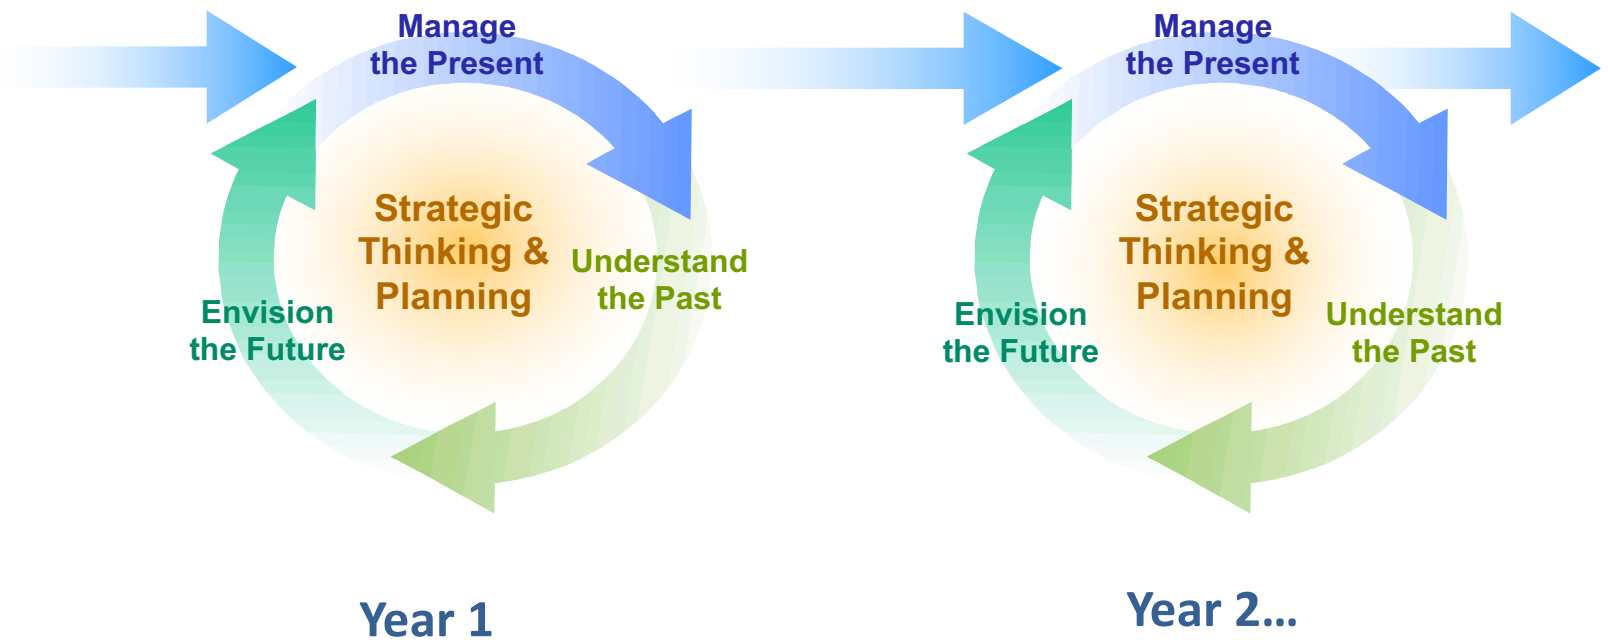 Manage
the Present
Strategic
Thinking &
Planning
Understand
the Past
Envision
the Future
Year 1
Manage
the Present
Strategic
Thinking &
Planning
Understand
the Past
Envision
the Future
Year 2...